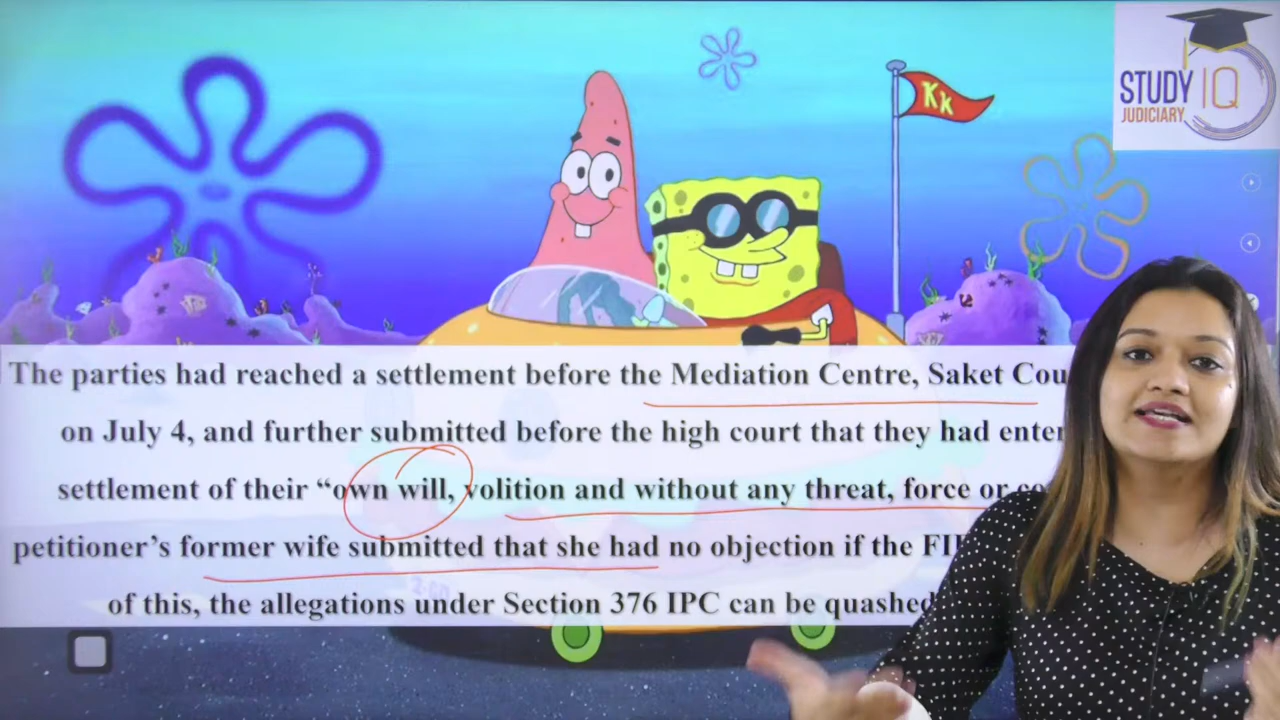 Kk
STUDY IQ
JUDICIARY
The parties had reached a settlement before the Mediation Centre, Saket
on July 4, and further submitted before the high court that they had
settlement of their “own will, volition and without any threat, force or
petitioner’s former wife submitted that she had no objection if the
of this, the allegations under Section 376 IPC can be quashed